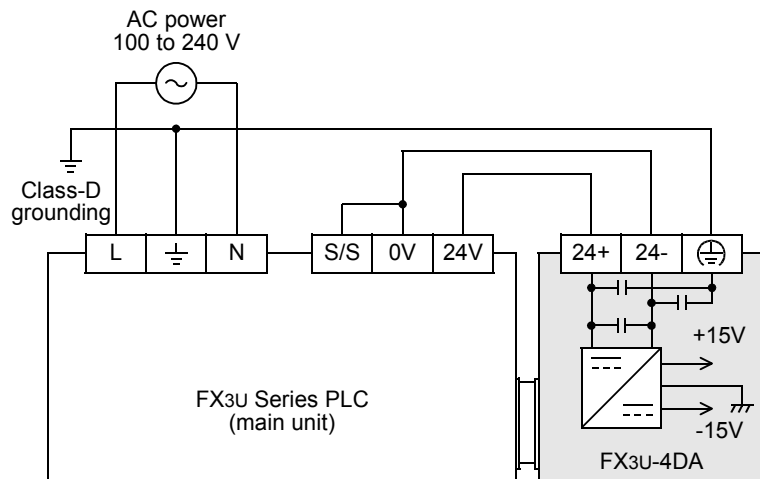 AC power
100 to 240 V
Class-D
grounding
L
N
S/S
0V
24V
24+
24-
+15V
-15V
FX3U Series PLC
(main unit)
FX3U-4DA